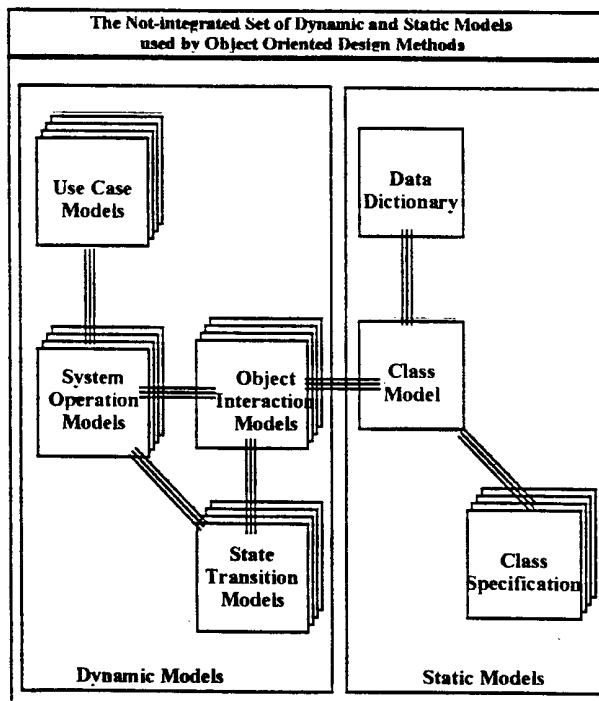 The Not-integrated Set of Dynamic and Static Models
used by Object Oriented Design Methods
Use Case
Models
Data
Dictionary
System
Operation
Models
Object
Interaction
Models
Class
Model
State
Transition
Models
Class
Specification
Dynamic Models
Static Models